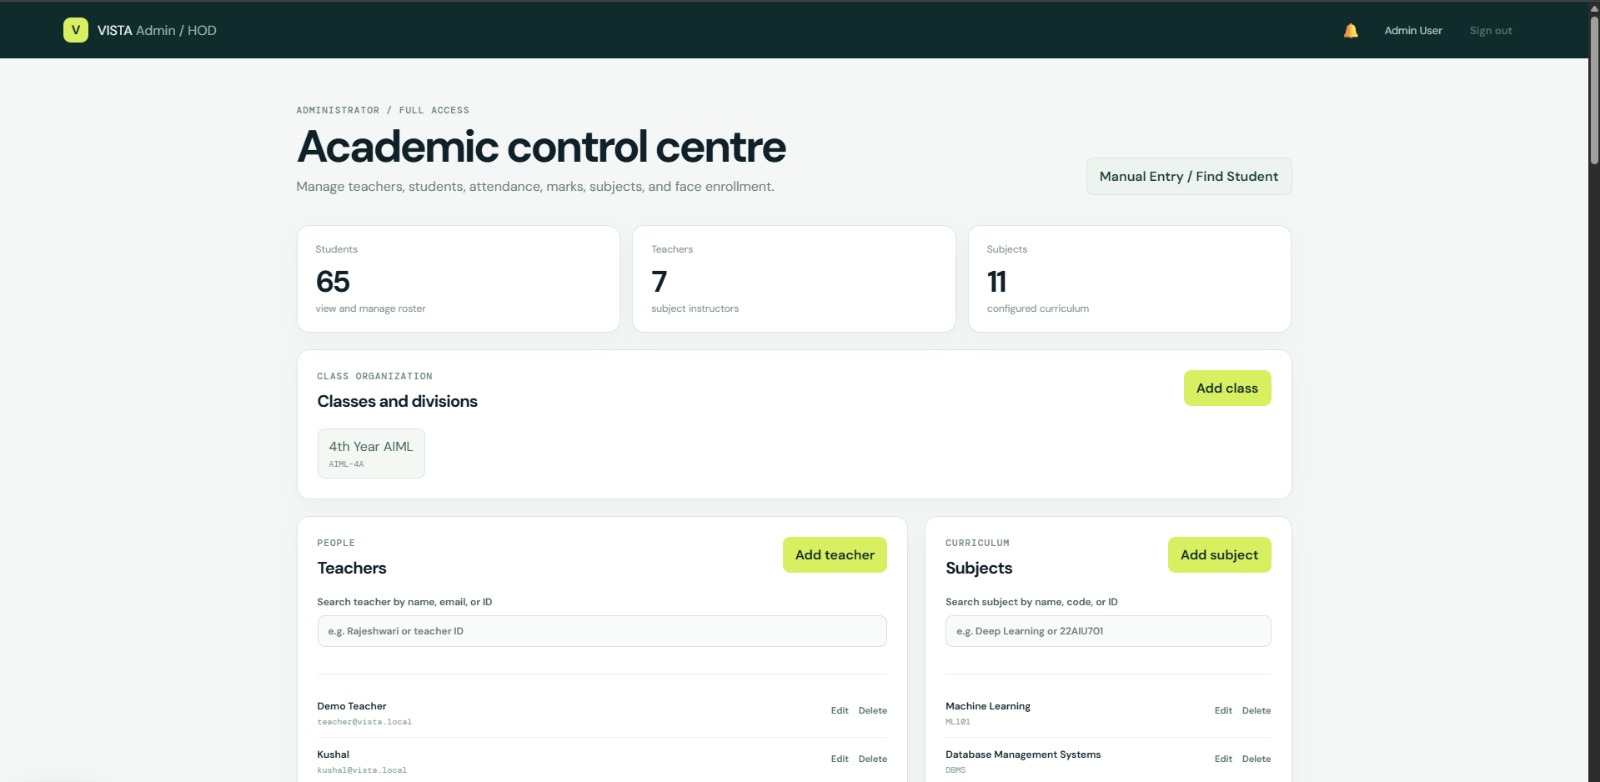 V VISTA Admin / HOD
Admin User
Sign out
ADMINISTRATOR / FULL ACCESS
Academic control centre
Manage teachers, students, attendance, marks, subjects, and face enrollment.
Manual Entry / Find Student
Students
65
view and manage roster
Teachers
7
subject instructors
Subjects
11
configured curriculum
CLASS ORGANIZATION
Classes and divisions
Add class
4th Year AIML
AIML-4A
PEOPLE
Teachers
Add teacher
Search teacher by name, email, or ID
e.g. Rajeshwari or teacher ID
Demo Teacher
teacher@vista.local
Edit Delete
Kushal
kushal@vista.local
Edit Delete
CURRICULUM
Subjects
Add subject
Search subject by name, code, or ID
e.g. Deep Learning or 22AIU701
Machine Learning
ML101
Edit Delete
Database Management Systems
DBMS
Edit Delete